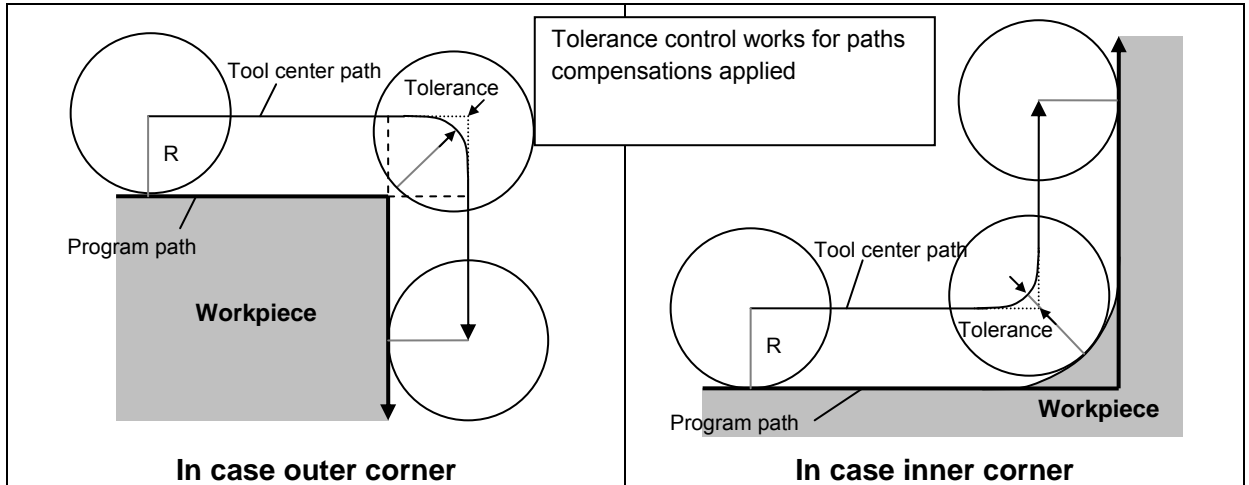 Tolerance control works for paths
compensations applied
Tool center path
Tolerance
R
Program path
Workpiece
In case outer corner
Tool center path
Tolerance
R
Workpiece
Program path
In case inner corner